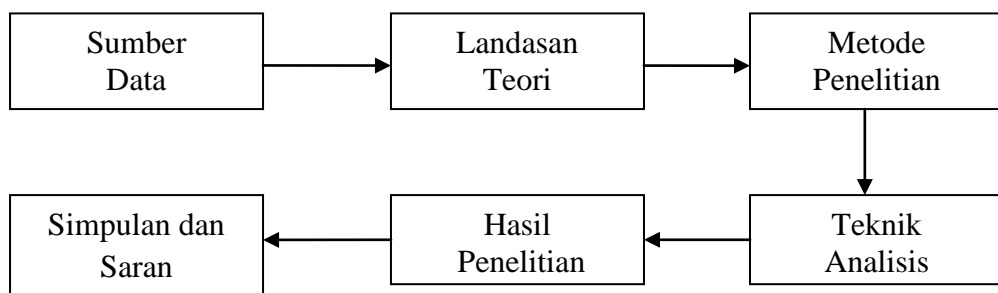 Sumber
Data
Landasan
Teori
Metode
Penelitian
Teknik
Analisis
Hasil
Penelitian
Simpulan dan
Saran